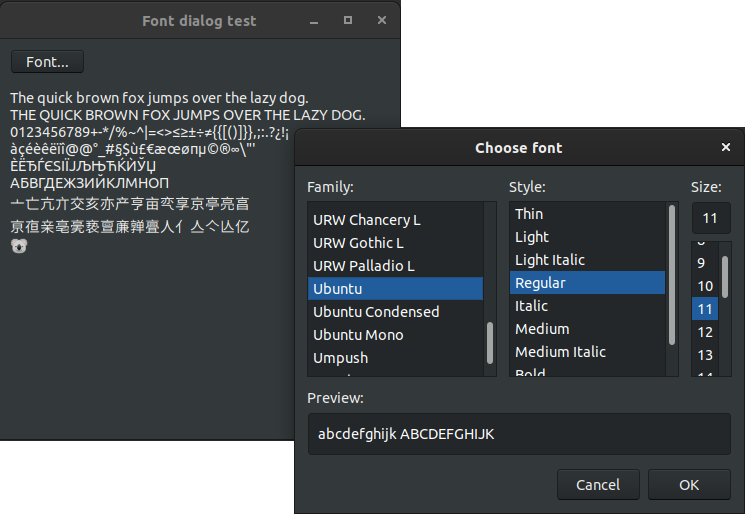 Font dialog test
Font...
The quick brown fox jumps over the lazy dog.
THE QUICK BROWN FOX JUMPS OVER THE LAZY DOG.
0123456789+-*/%~^|=<>≤≥±÷≠{{[()]}},;:.?¿!¡
àçéèêëïî@@°_#§$ù£€æœøπµ©®∞\"'
ÈЁЂЃЄЅІЇЈЉЊЋЌЍЎЏ
АБВГДЕЖЗИЙКЛМНОП
亠亡亢亣交亥亦产亨亩亪享京亭亮亯
亰亱亲亳亴亵亶亷亸亹人亻亼亽亾亿
🐨
Choose font
Family:
Style:
Size:
URW Chancery L
URW Gothic L
URW Palladio L
Ubuntu
Ubuntu Condensed
Ubuntu Mono
Umpush
Thin
Light
Light Italic
Regular
Italic
Medium
Medium Italic
Bold
11
8
9
10
11
12
13
14
Preview:
abcdefghijk ABCDEFGHIJK
Cancel
OK